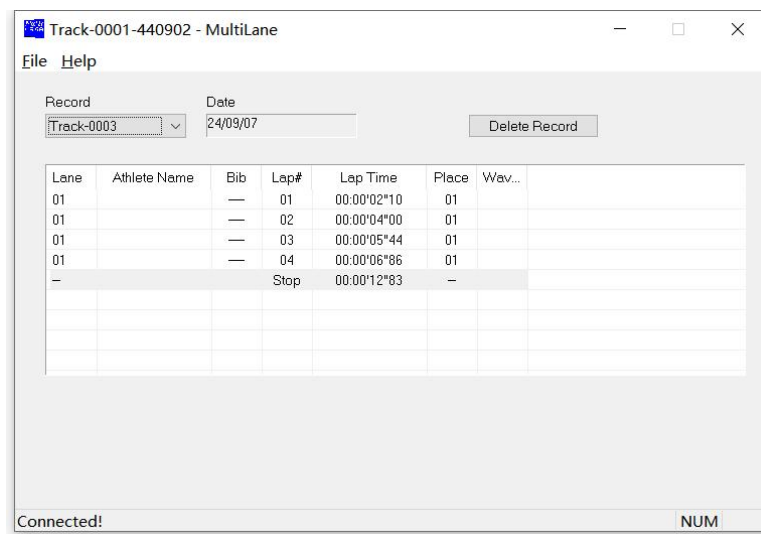 Track-0001-440902 - MultiLane
File Help
Record Date
Track-0003 24/09/07 Delete Record
Lane Athlete Name Bib Lap# Lap Time Place Wav...
01 — 01 00:00'02"10 01
01 — 02 00:00'04"00 01
01 — 03 00:00'05"44 01
01 — 04 00:00'06"86 01
– Stop 00:00'12"83 –
Connected! NUM